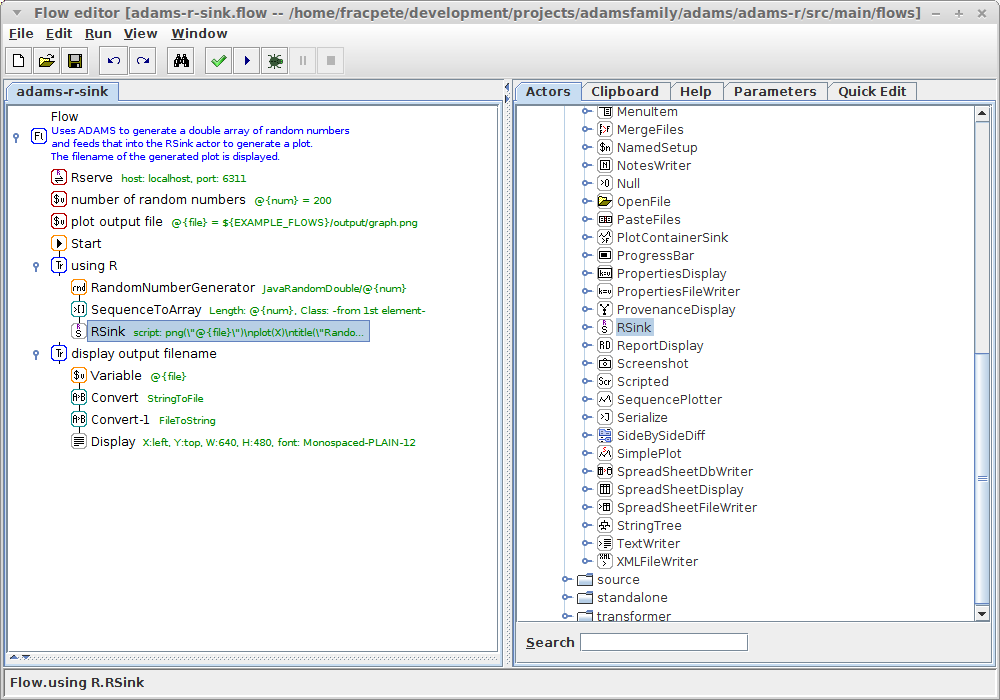 Flow editor [adams-r-sink.flow -- /home/fracpete/development/projects/adamsfamily/adams/adams-r/src/main/flows]
File Edit Run View Window
adams-r-sink
Flow
Uses ADAMS to generate a double array of random numbers
and feeds that into the RSink actor to generate a plot.
The filename of the generated plot is displayed.
Rserve host: localhost, port: 6311
number of random numbers @{num} = 200
plot output file @{file} = ${EXAMPLE_FLOWS}/output/graph.png
Start
using R
RandomNumberGenerator JavaRandomDouble/@{num}
SequenceToArray Length: @{num}, Class: -from 1st element-
RSink script: png(\"@{file}\")\nplot(X)\ntitle(\"Rando...
display output filename
Variable @{file}
Convert StringToFile
Convert-1 FileToString
Display X:left, Y:top, W:640, H:480, font: Monospaced-PLAIN-12
Actors Clipboard Help Parameters Quick Edit
MenuItem
MergeFiles
NamedSetup
NotesWriter
Null
OpenFile
PasteFiles
PlotContainerSink
ProgressBar
PropertiesDisplay
PropertiesFileWriter
ProvenanceDisplay
RSink
ReportDisplay
Screenshot
Scripted
SequencePlotter
Serialize
SideBySideDiff
SimplePlot
SpreadSheetDbWriter
SpreadSheetDisplay
SpreadSheetFileWriter
StringTree
TextWriter
XMLFileWriter
source
standalone
transformer
Search
Flow.using R.RSink